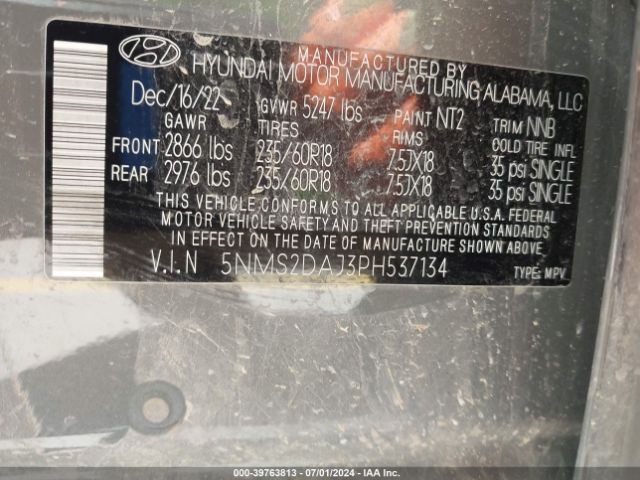 MANUFACTURED BY
HYUNDAI MOTOR MANUFACTURING ALABAMA, LLC
Dec/16/22 GVWR 5247 lbs PAINT NT2 TRIM NNB
GAWR TIRES RIMS COLD TIRE INFL
FRONT 2866 lbs 235/60R18 7.5JX18 35 psi SINGLE
REAR 2976 lbs 235/60R18 7.5JX18 35 psi SINGLE
THIS VEHICLE CONFORMS TO ALL APPLICABLE U.S.A. FEDERAL
MOTOR VEHICLE SAFETY AND THEFT PREVENTION STANDARDS
IN EFFECT ON THE DATE OF MANUFACTURE SHOWN ABOVE.
V.I.N 5NMS2DAJ3PH537134 TYPE: MPV
000-39763813 - 07/01/2024 - IAA Inc.